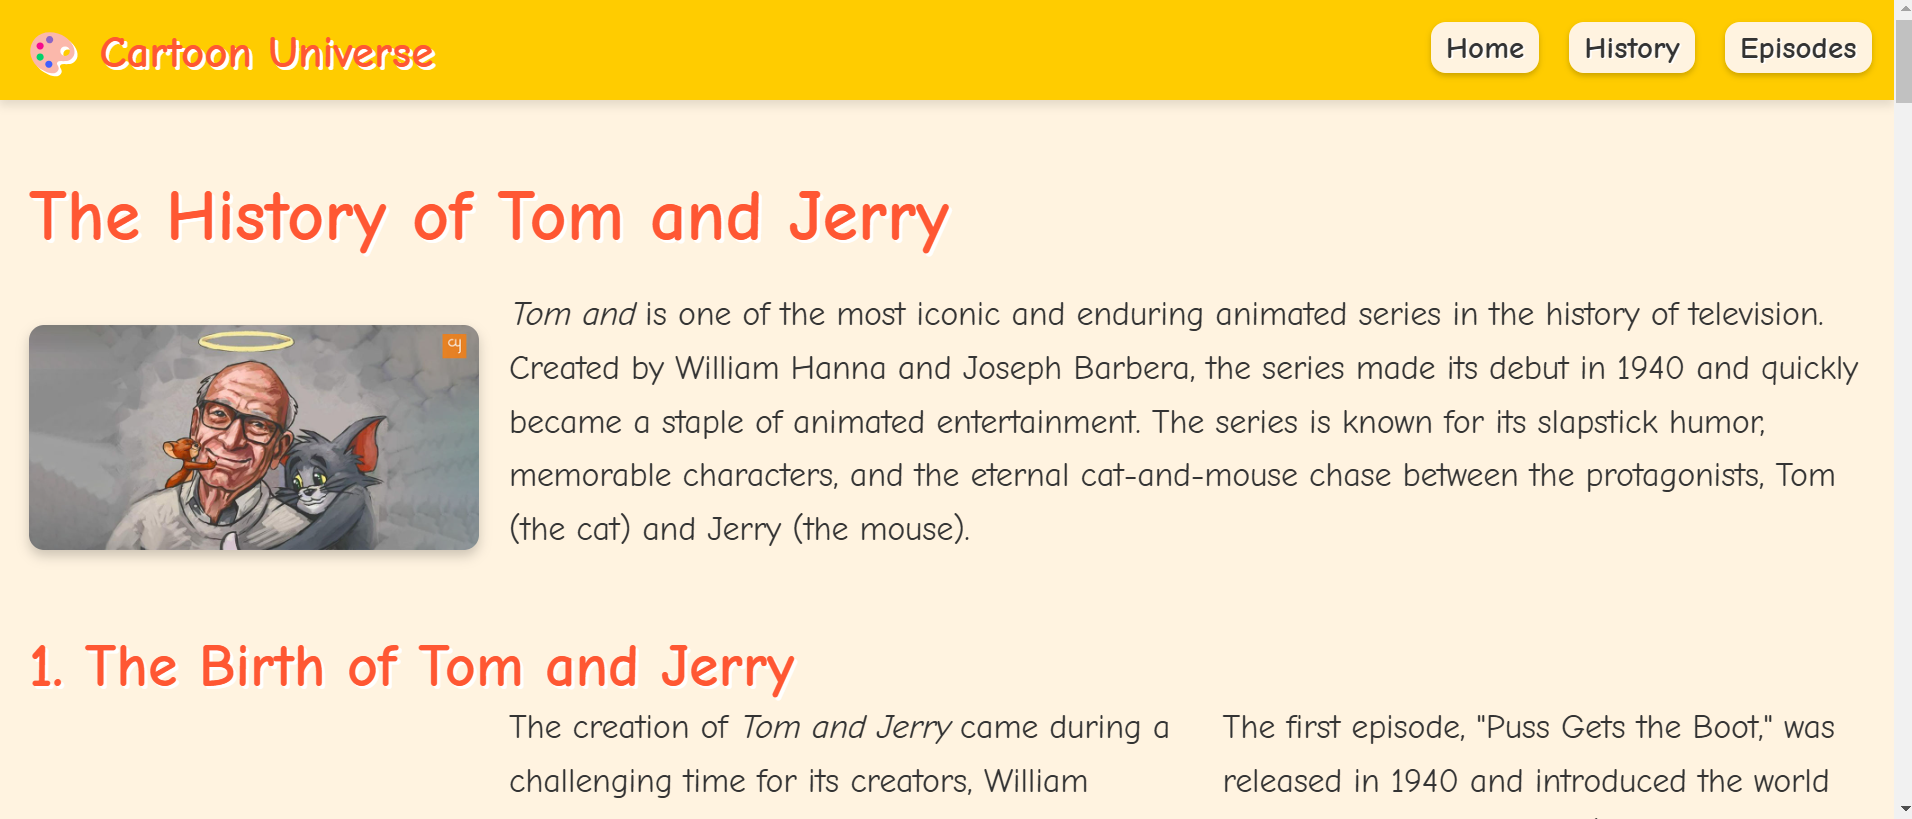 Cartoon Universe
Home
History
Episodes
The History of Tom and Jerry
cy
Tom and is one of the most iconic and enduring animated series in the history of television.
Created by William Hanna and Joseph Barbera, the series made its debut in 1940 and quickly
became a staple of animated entertainment. The series is known for its slapstick humor,
memorable characters, and the eternal cat-and-mouse chase between the protagonists, Tom
(the cat) and Jerry (the mouse).
1. The Birth of Tom and Jerry
The creation of Tom and Jerry came during a
challenging time for its creators, William
The first episode, "Puss Gets the Boot," was
released in 1940 and introduced the world